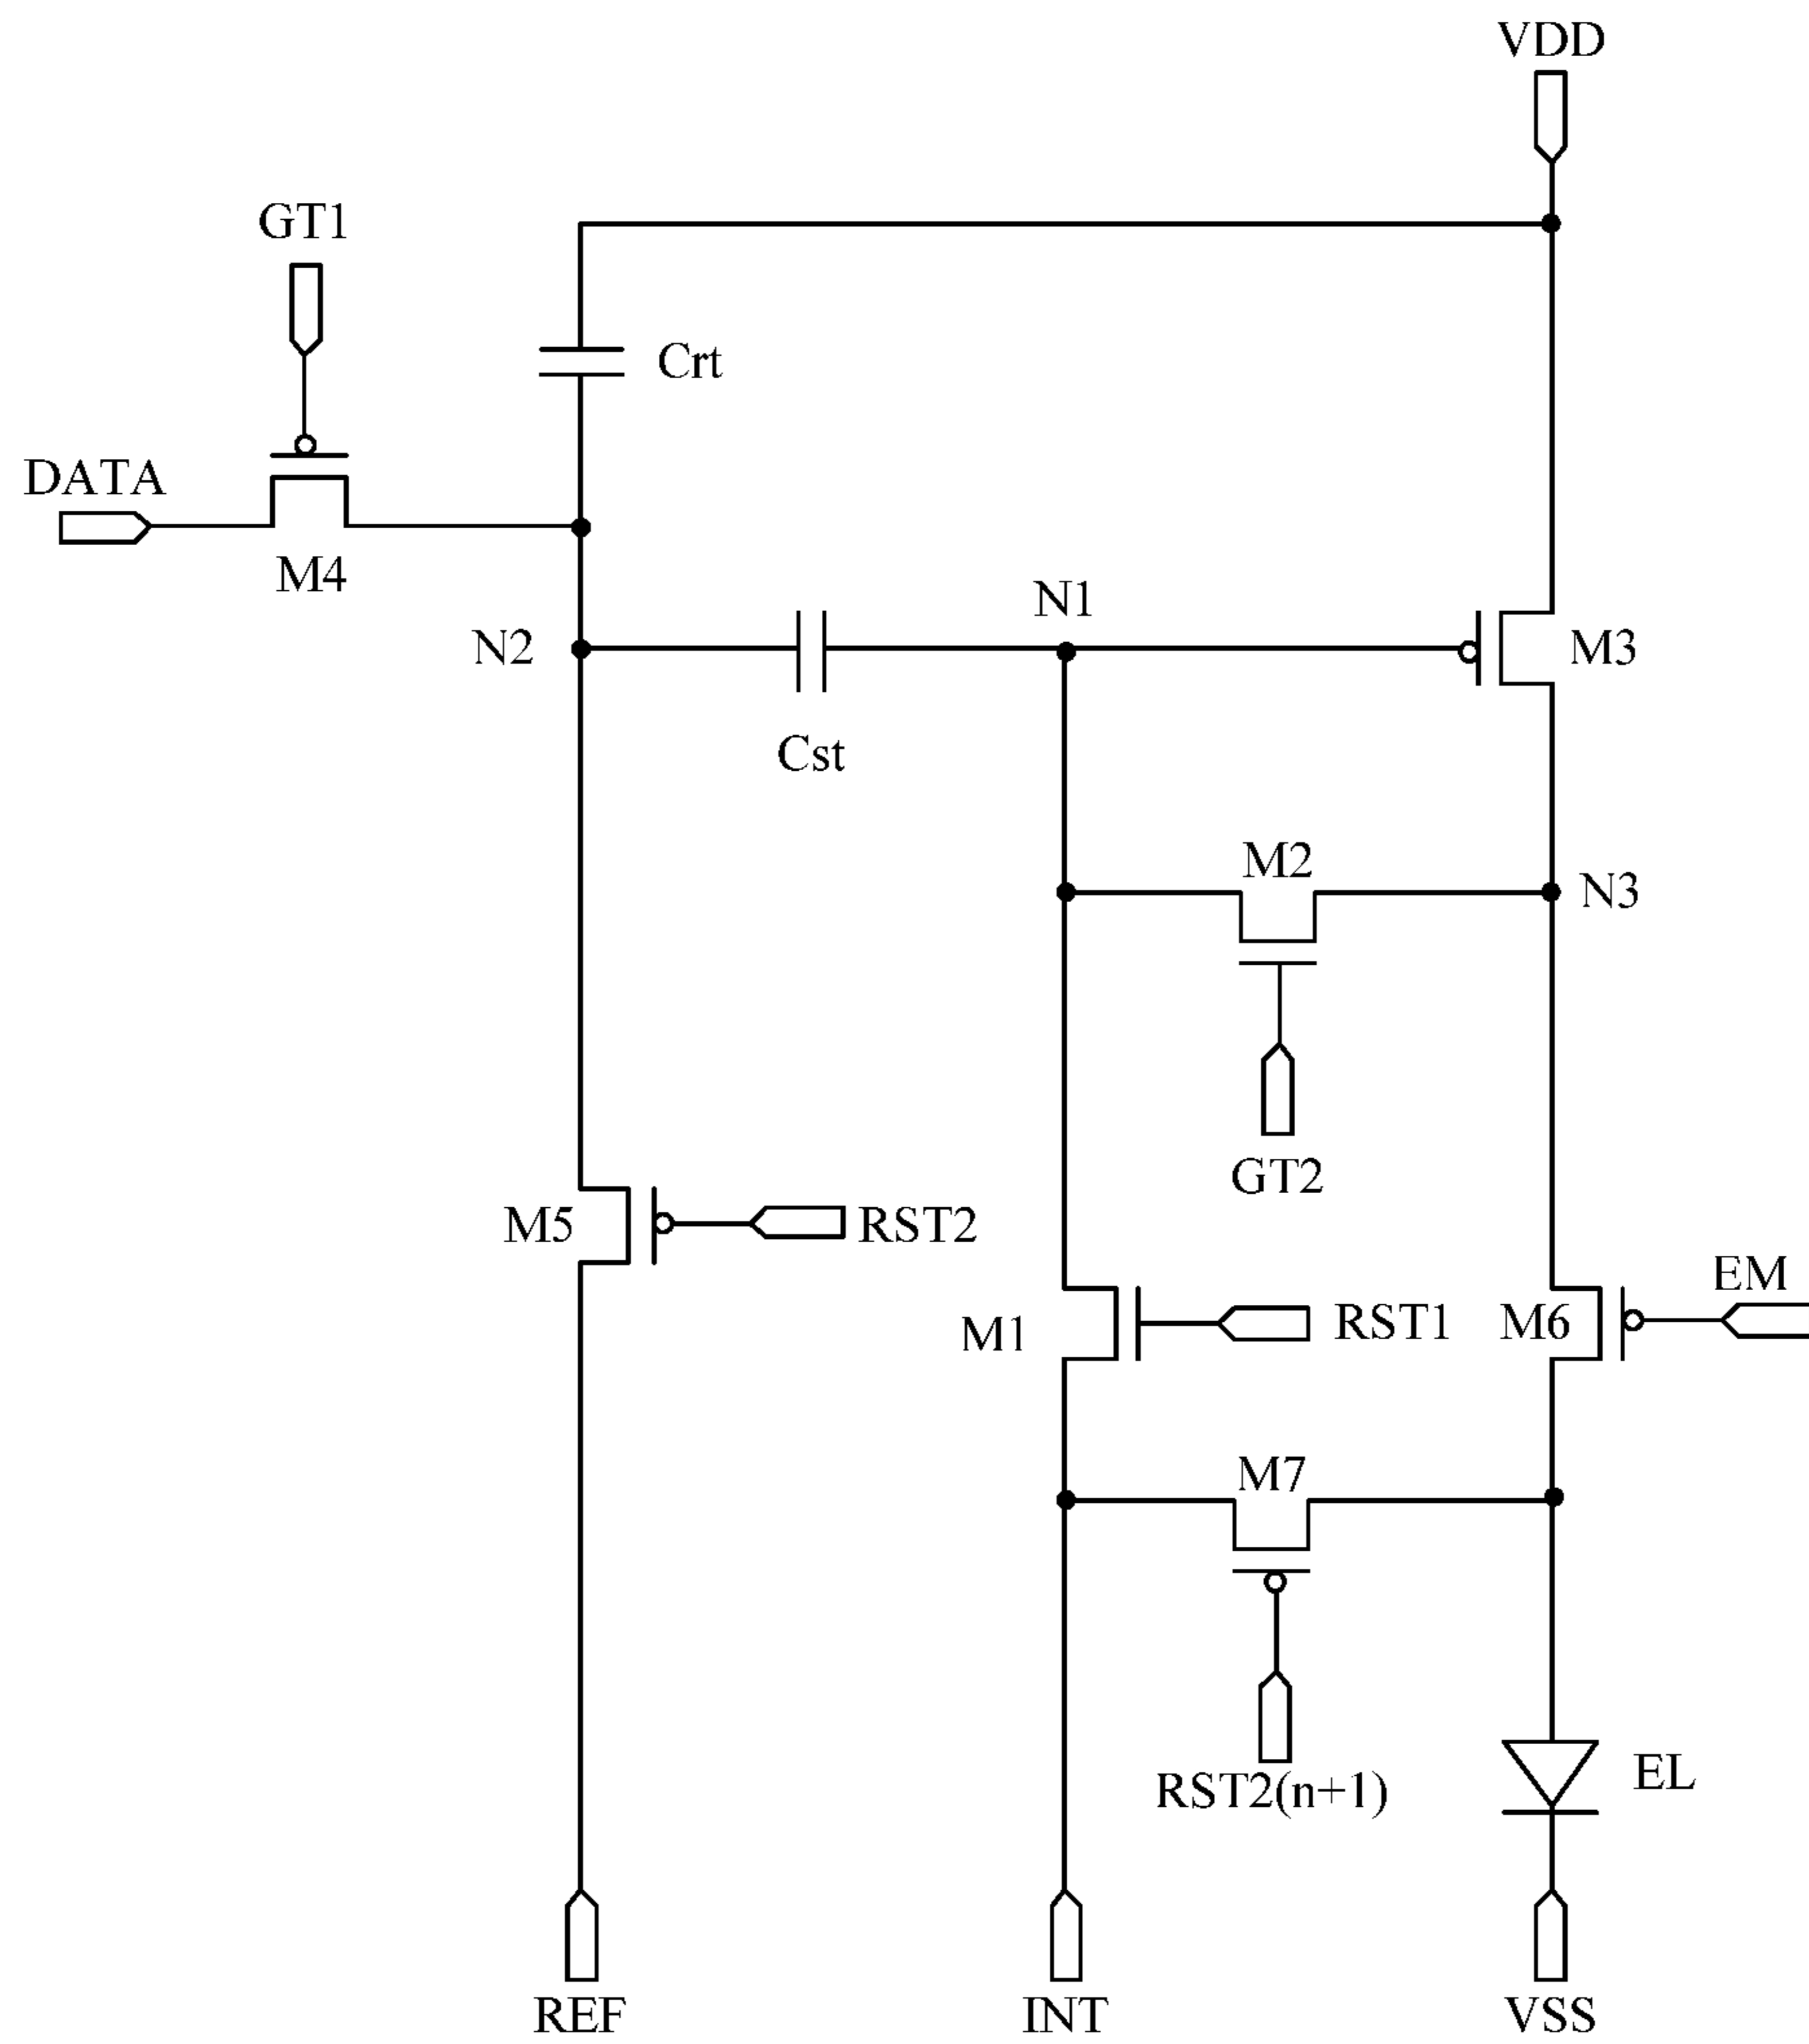 VDD
GT1
Crt
DATA
M4
N1
N2
M3
Cst
M2
N3
GT2
M5
RST2
EM
M1
RST1
M6
M7
RST2(n+1)
EL
REF
INT
VSS